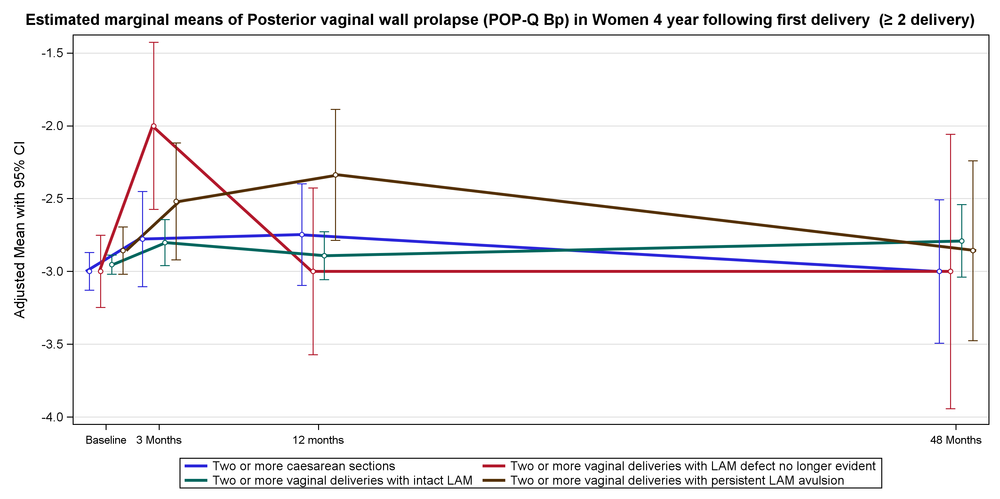 Estimated marginal means of Posterior vaginal wall prolapse (POP-Q Bp) in Women 4 year following first delivery (≥ 2 delivery)
Adjusted Mean with 95% CI
-1.5
-2.0
-2.5
-3.0
-3.5
-4.0
Baseline 3 Months 12 months 48 Months
Two or more caesarean sections Two or more vaginal deliveries with LAM defect no longer evident
Two or more vaginal deliveries with intact LAM Two or more vaginal deliveries with persistent LAM avulsion